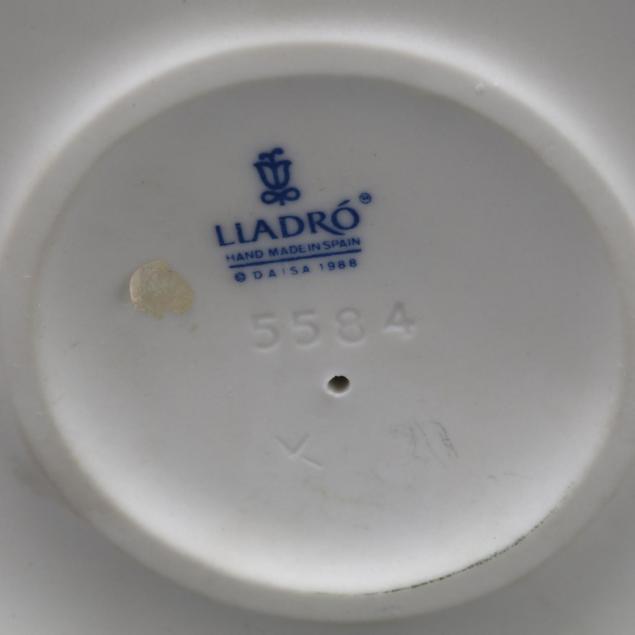 LLADRÓ®
HAND MADE IN SPAIN
© DAISA 1988
5584